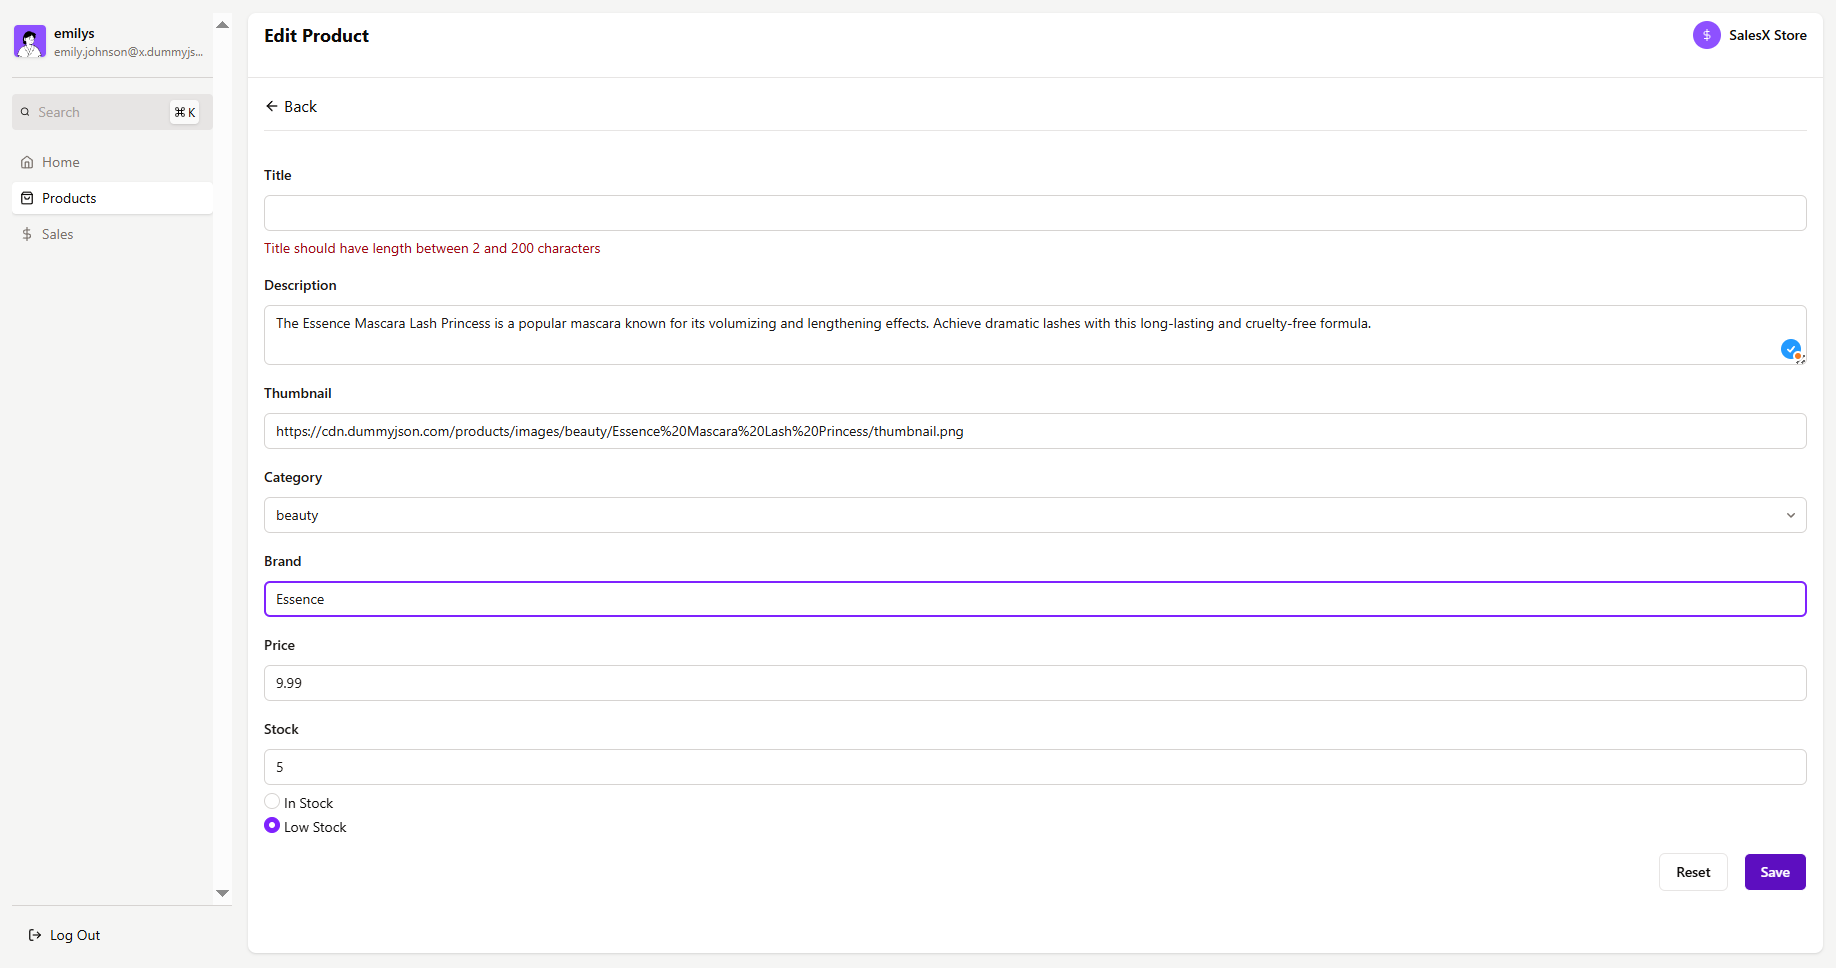 emilys
emily.johnson@x.dummyjs...
Search
⌘ K
Home
Products
Sales
Log Out
Edit Product
$ SalesX Store
Back
Title
Title should have length between 2 and 200 characters
Description
The Essence Mascara Lash Princess is a popular mascara known for its volumizing and lengthening effects. Achieve dramatic lashes with this long-lasting and cruelty-free formula.
Thumbnail
https://cdn.dummyjson.com/products/images/beauty/Essence%20Mascara%20Lash%20Princess/thumbnail.png
Category
beauty
Brand
Essence
Price
9.99
Stock
5
In Stock
Low Stock
Reset
Save